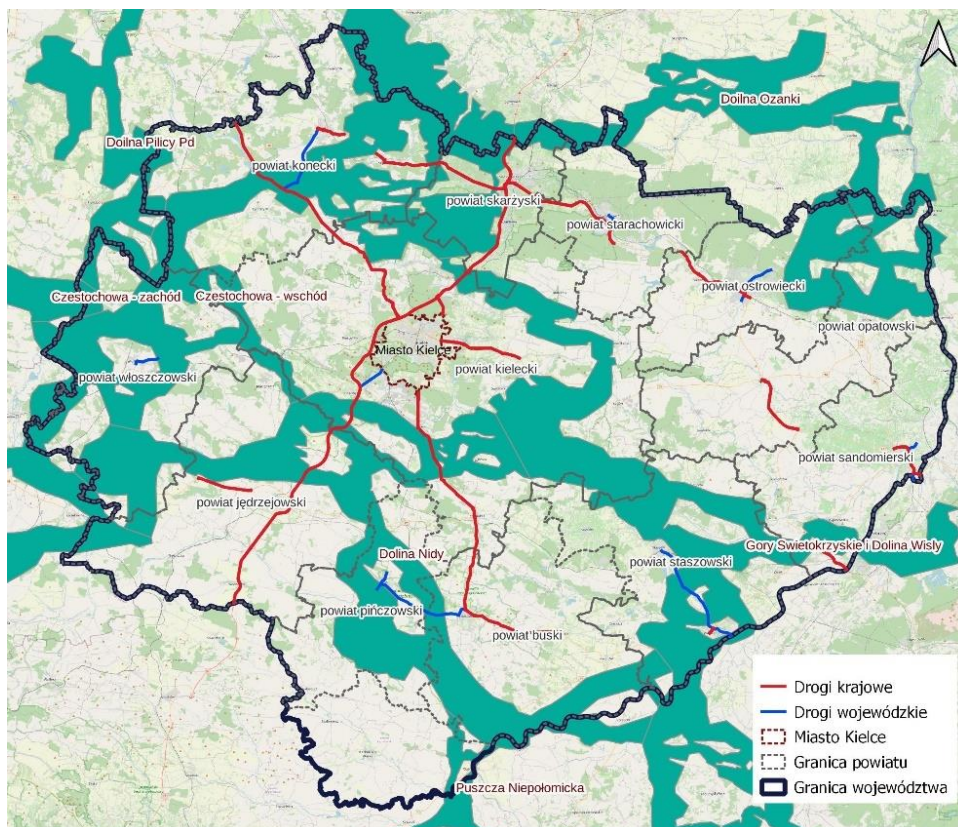 Doilna Ozanki
Doilna Pilicy Pd
powiat konecki
powiat skarżyski
powiat starachowicki
Czestochowa - zachód
Czestochowa - wschód
powiat ostrowiecki
powiat opatowski
Miasto Kielce
powiat kielecki
powiat włoszczowski
powiat sandomierski
powiat jędrzejowski
Gory Swietokrzyskie i Dolina Wisly
Dolina Nidy
powiat staszowski
powiat pińczowski
powiat buski
Puszcza Niepołomicka
Drogi krajowe
Drogi wojewódzkie
Miasto Kielce
Granica powiatu
Granica województwa